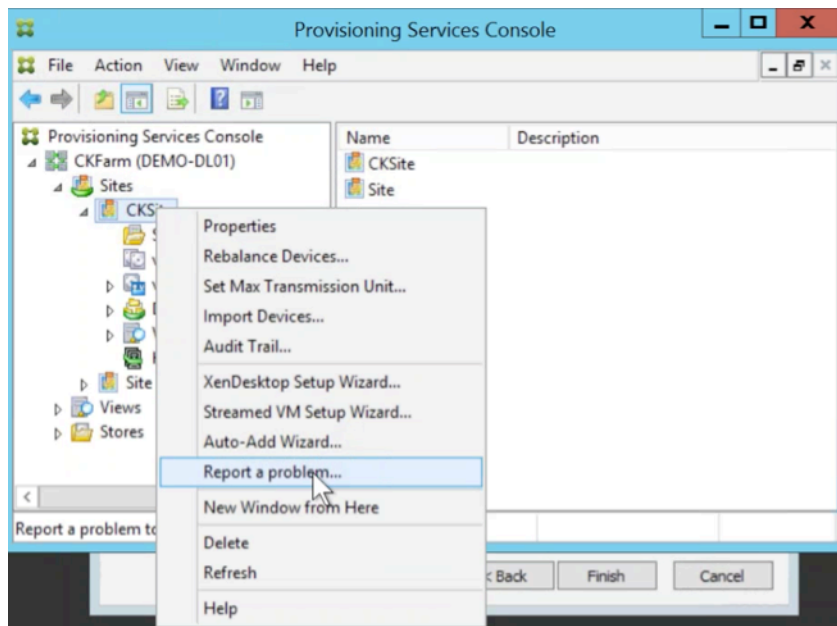 Provisioning Services Console
File Action View Window Help
Provisioning Services Console
CKFarm (DEMO-DL01)
Sites
CKSit
Site
Views
Stores
Name Description
CKSite
Site
Properties
Rebalance Devices...
Set Max Transmission Unit...
Import Devices...
Audit Trail...
XenDesktop Setup Wizard...
Streamed VM Setup Wizard...
Auto-Add Wizard...
Report a problem...
New Window from Here
Delete
Refresh
Help
Report a problem to
< Back Finish Cancel